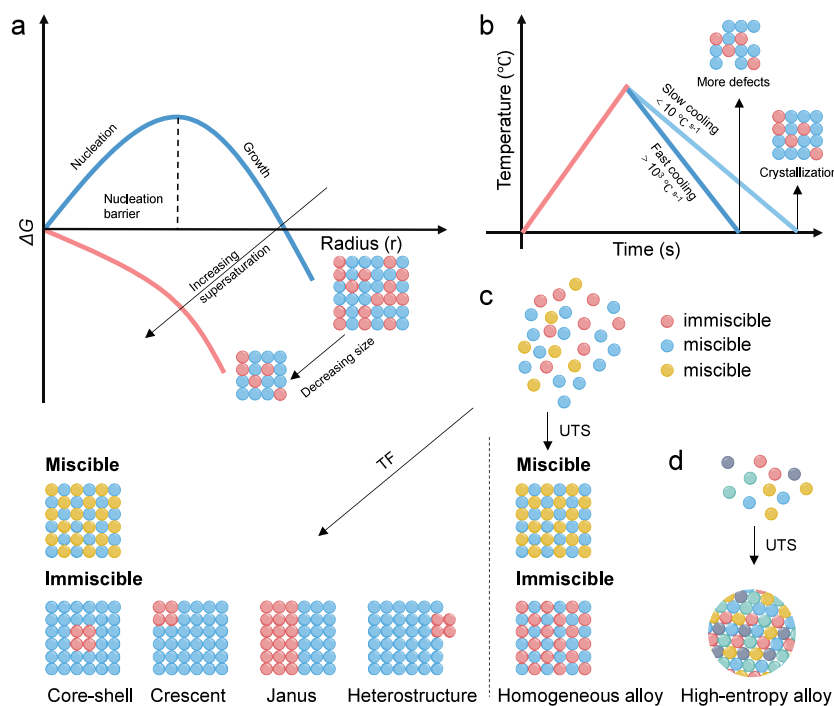 a
Nucleation
Growth
Nucleation
barrier
ΔG
Radius (r)
Increasing
supersaturation
Decreasing size
b
Temperature (℃)
Slow cooling
< 10 ℃ s-1
Fast cooling
> 10³ ℃ s-1
More defects
Crystallization
Time (s)
c
immiscible
miscible
miscible
UTS
TF
Miscible
Immiscible
Core-shell
Crescent
Janus
Heterostructure
Miscible
Immiscible
Homogeneous alloy
d
UTS
High-entropy alloy